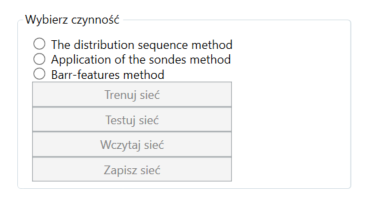 Wybierz czynność
The distribution sequence method
Application of the sondes method
Barr-features method
Trenuj sieć
Testuj sieć
Wczytaj sieć
Zapisz sieć